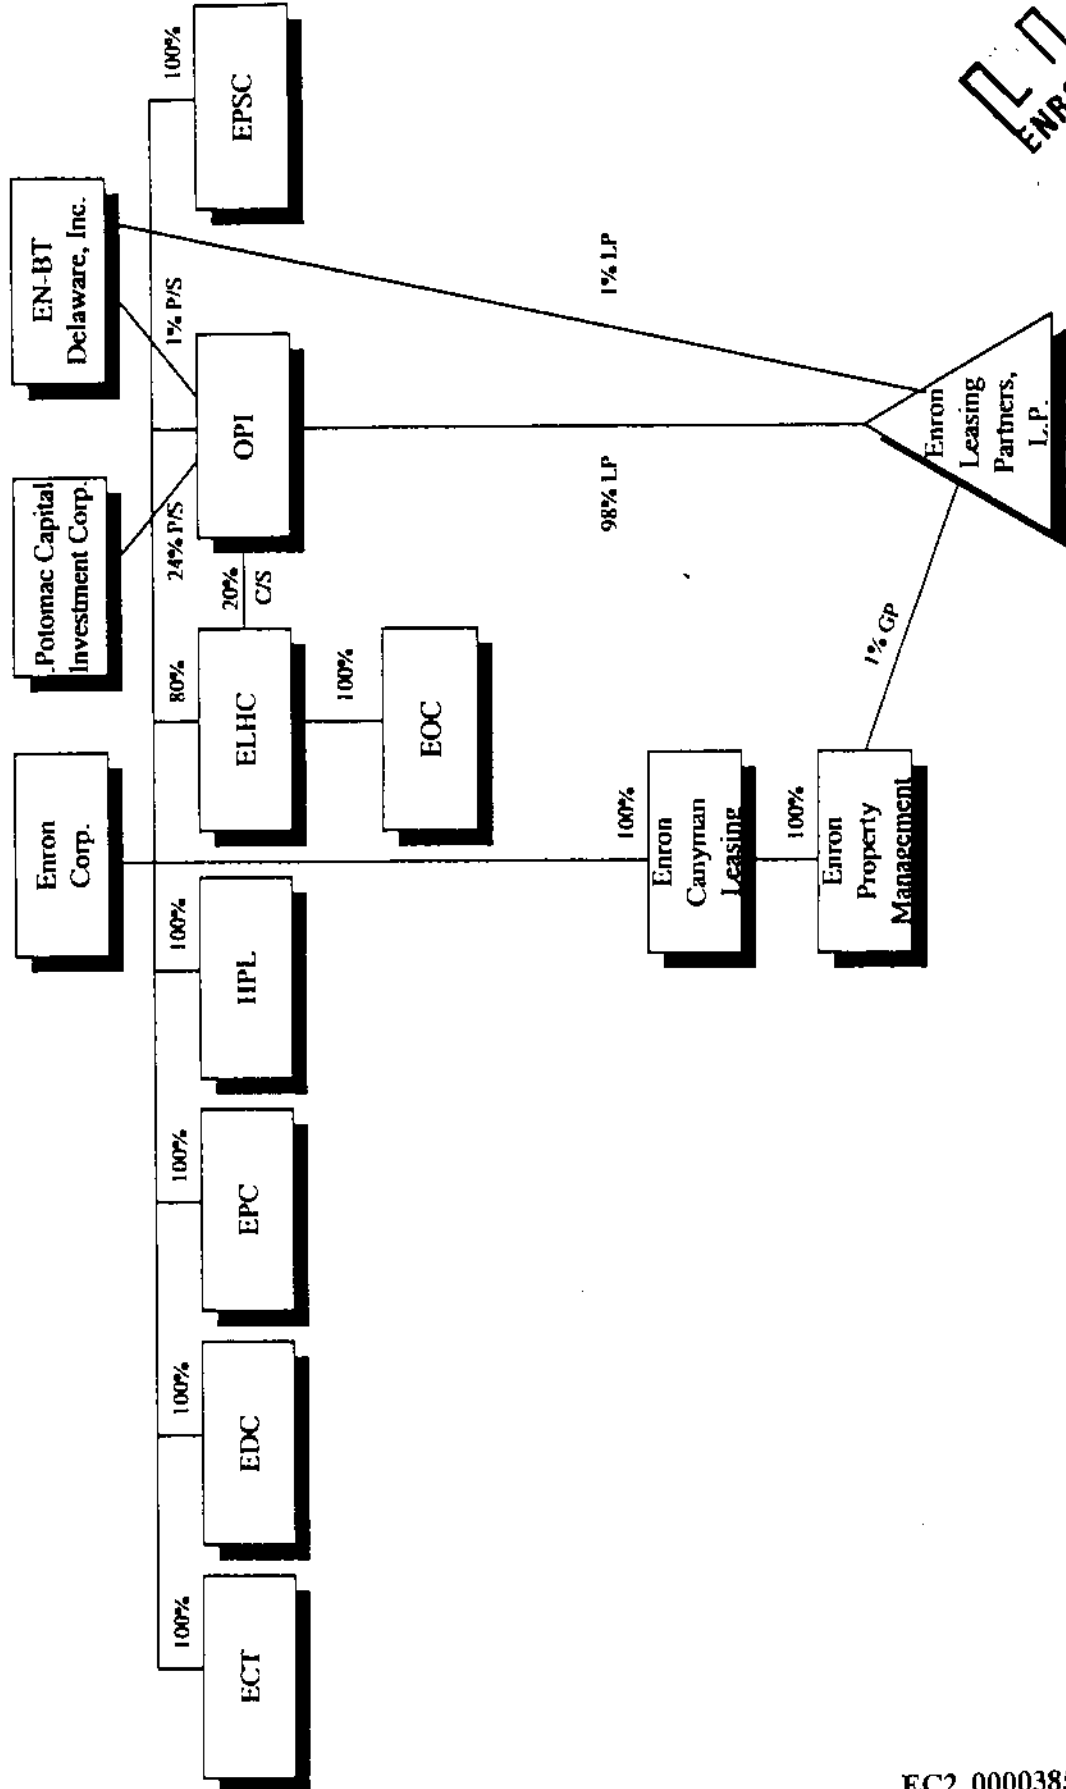 Enron
Corp.
Potomac Capital
Investment Corp.
EN-BT
Delaware, Inc.
100%
100%
100%
100%
80%
24% P/S
1% P/S
100%
ECT
EDC
EPC
HPL
ELHC
20%
C/S
OPI
EPSC
100%
EOC
98% LP
1% LP
100%
Enron
Canyman
Leasing
100%
Enron
Property
Management
1% GP
Enron
Leasing
Partners,
L.P.
EC2 0000385